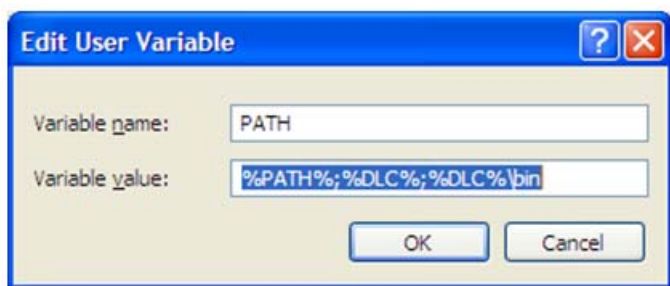 Edit User Variable
Variable name: PATH
Variable value: %PATH%;%DLC%;%DLC%\bin
OK Cancel